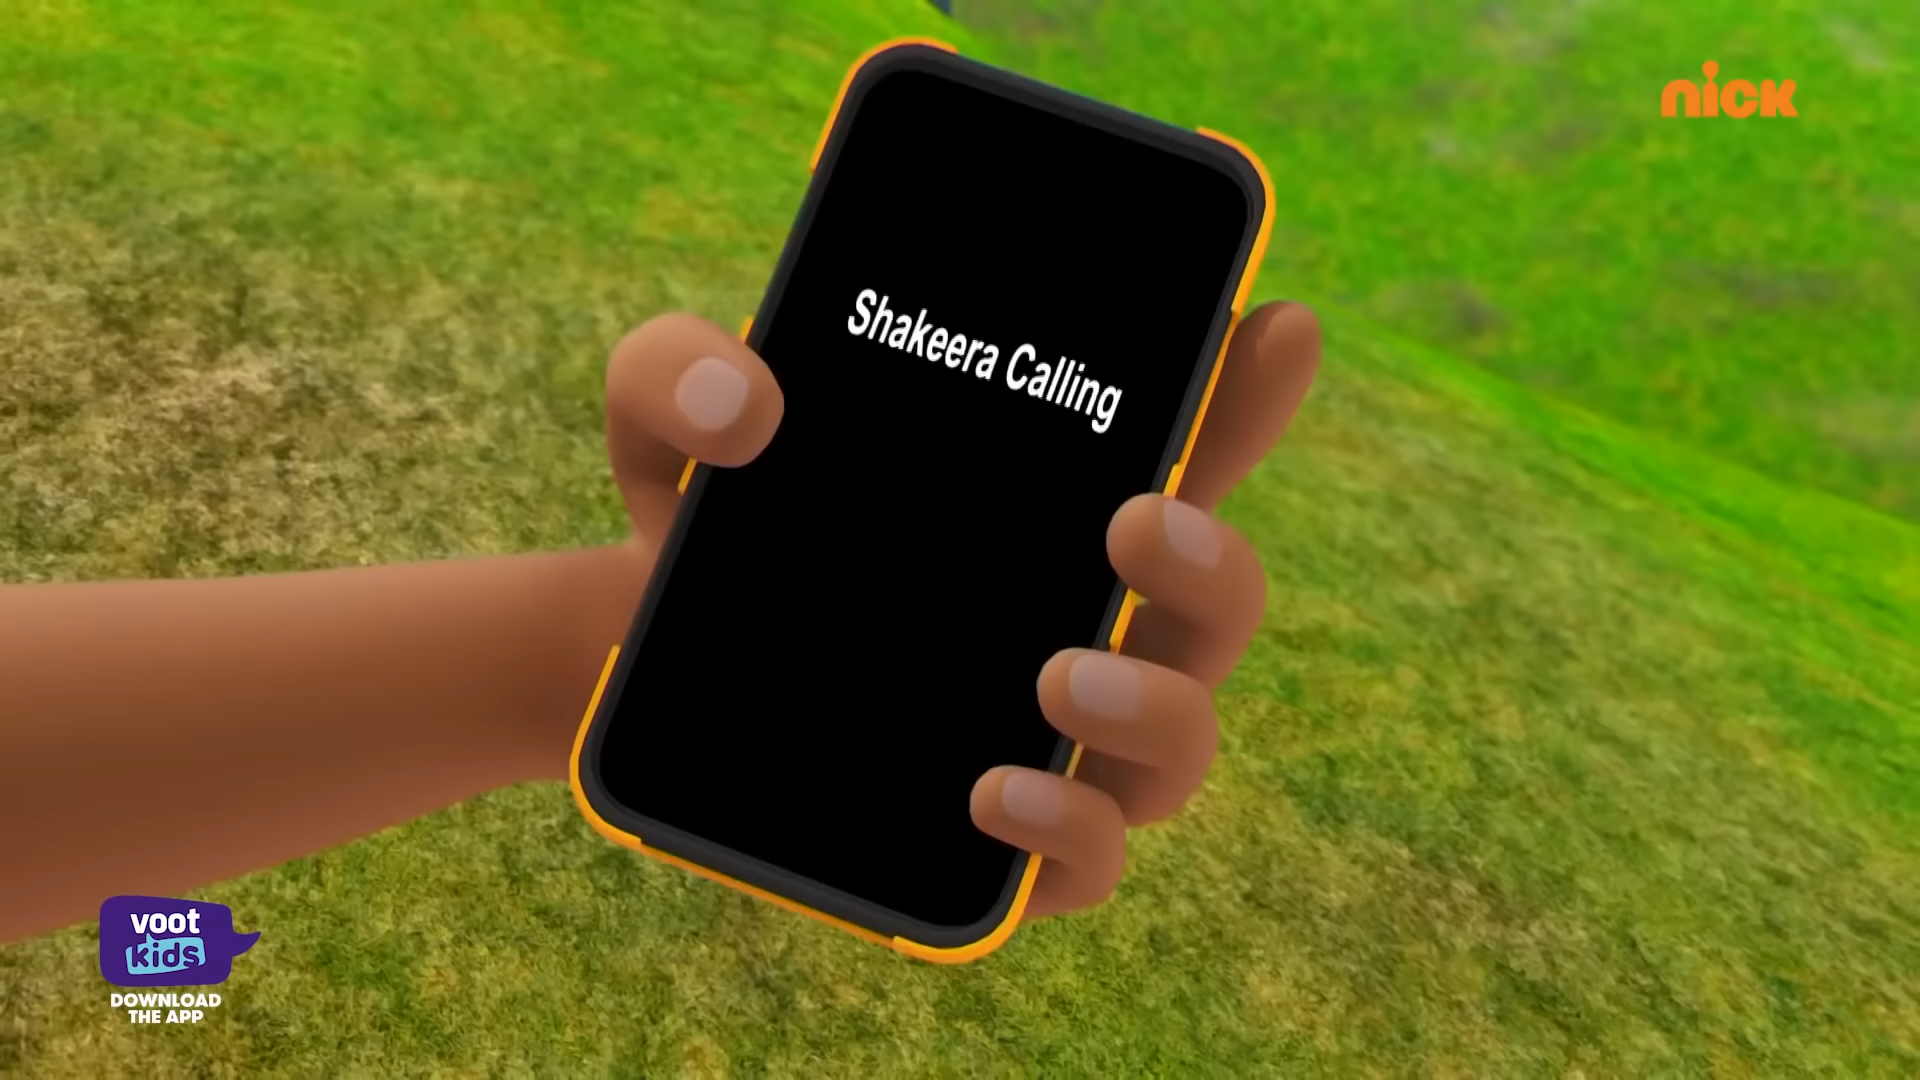 nick
Shakeera Calling
voot
kids
DOWNLOAD
THE APP